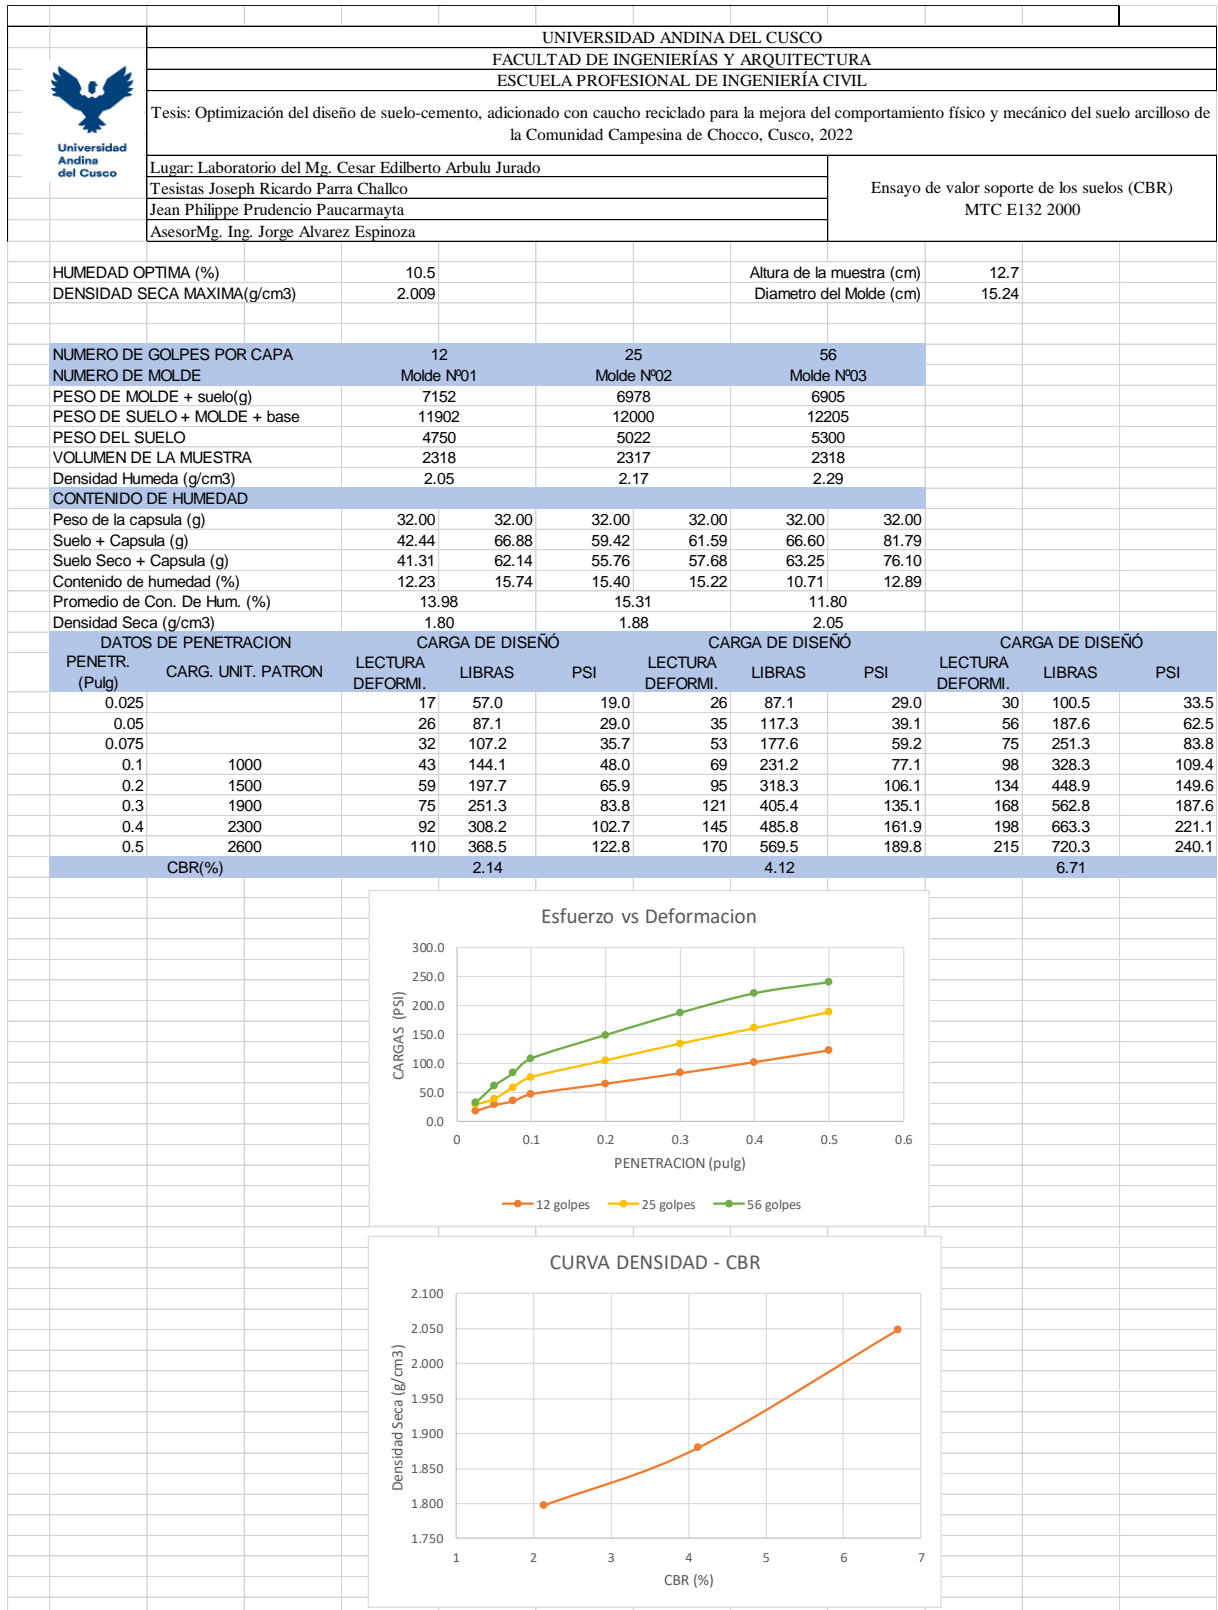 UNIVERSIDAD ANDINA DEL CUSCO
FACULTAD DE INGENIERÍAS Y ARQUITECTURA
ESCUELA PROFESIONAL DE INGENIERÍA CIVIL
Universidad
Andina
del Cusco
Tesis: Optimización del diseño de suelo-cemento, adicionado con caucho reciclado para la mejora del comportamiento físico y mecánico del suelo arcilloso de
la Comunidad Campesina de Chocco, Cusco, 2022
Lugar: Laboratorio del Mg. Cesar Edilberto Arbulu Jurado
Tesistas Joseph Ricardo Parra Challco
Jean Philippe Prudencio Paucarmayta
AsesorMg. Ing. Jorge Alvarez Espinoza
Ensayo de valor soporte de los suelos (CBR)
MTC E132 2000
HUMEDAD OPTIMA (%) 10.5 Altura de la muestra (cm) 12.7
DENSIDAD SECA MAXIMA(g/cm3) 2.009 Diametro del Molde (cm) 15.24
NUMERO DE GOLPES POR CAPA 12 25 56
NUMERO DE MOLDE Molde Nº01 Molde Nº02 Molde Nº03
PESO DE MOLDE + suelo(g) 7152 6978 6905
PESO DE SUELO + MOLDE + base 11902 12000 12205
PESO DEL SUELO 4750 5022 5300
VOLUMEN DE LA MUESTRA 2318 2317 2318
Densidad Humeda (g/cm3) 2.05 2.17 2.29
CONTENIDO DE HUMEDAD
Peso de la capsula (g) 32.00 32.00 32.00 32.00 32.00 32.00
Suelo + Capsula (g) 42.44 66.88 59.42 61.59 66.60 81.79
Suelo Seco + Capsula (g) 41.31 62.14 55.76 57.68 63.25 76.10
Contenido de humedad (%) 12.23 15.74 15.40 15.22 10.71 12.89
Promedio de Con. De Hum. (%) 13.98 15.31 11.80
Densidad Seca (g/cm3) 1.80 1.88 2.05
DATOS DE PENETRACION CARGA DE DISEÑÓ CARGA DE DISEÑÓ CARGA DE DISEÑÓ
PENETR. (Pulg) CARG. UNIT. PATRON LECTURA DEFORMI. LIBRAS PSI LECTURA DEFORMI. LIBRAS PSI LECTURA DEFORMI. LIBRAS PSI
0.025 17 57.0 19.0 26 87.1 29.0 30 100.5 33.5
0.05 26 87.1 29.0 35 117.3 39.1 56 187.6 62.5
0.075 32 107.2 35.7 53 177.6 59.2 75 251.3 83.8
0.1 1000 43 144.1 48.0 69 231.2 77.1 98 328.3 109.4
0.2 1500 59 197.7 65.9 95 318.3 106.1 134 448.9 149.6
0.3 1900 75 251.3 83.8 121 405.4 135.1 168 562.8 187.6
0.4 2300 92 308.2 102.7 145 485.8 161.9 198 663.3 221.1
0.5 2600 110 368.5 122.8 170 569.5 189.8 215 720.3 240.1
CBR(%) 2.14 4.12 6.71
Esfuerzo vs Deformacion
CARGAS (PSI)
300.0
250.0
200.0
150.0
100.0
50.0
0.0
0 0.1 0.2 0.3 0.4 0.5 0.6
PENETRACION (pulg)
12 golpes 25 golpes 56 golpes
CURVA DENSIDAD - CBR
Densidad Seca (g/cm3)
2.100
2.050
2.000
1.950
1.900
1.850
1.800
1.750
1 2 3 4 5 6 7
CBR (%)